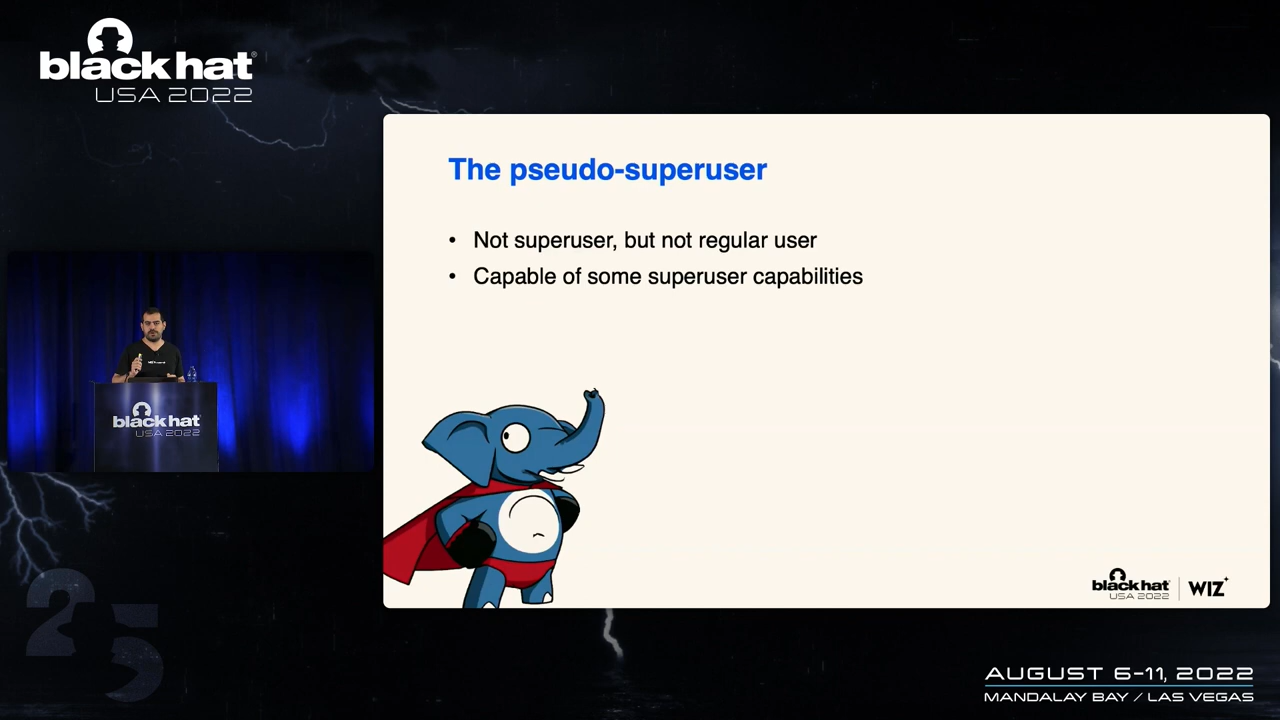 black hat®
USA 2022
The pseudo-superuser
• Not superuser, but not regular user
• Capable of some superuser capabilities
black hat
USA 2022
black hat
USA 2022
WIZ
25
AUGUST 6-11, 2022
MANDALAY BAY / LAS VEGAS